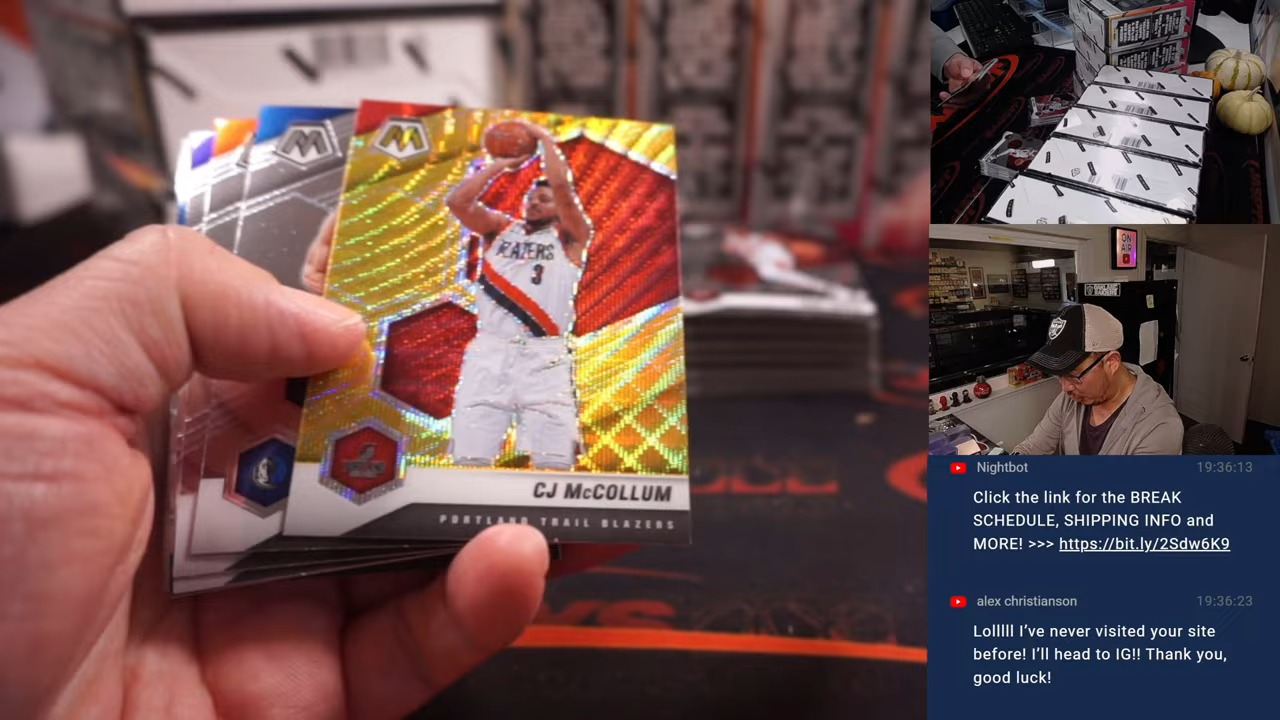 BLAZERS
3
CJ McCOLLUM
PORTLAND TRAIL BLAZERS
ON
AIR
Nightbot 19:36:13
Click the link for the BREAK
SCHEDULE, SHIPPING INFO and
MORE! >>> https://bit.ly/2Sdw6K9
alex christianson 19:36:23
Lolllll I've never visited your site
before! I'll head to IG!! Thank you,
good luck!